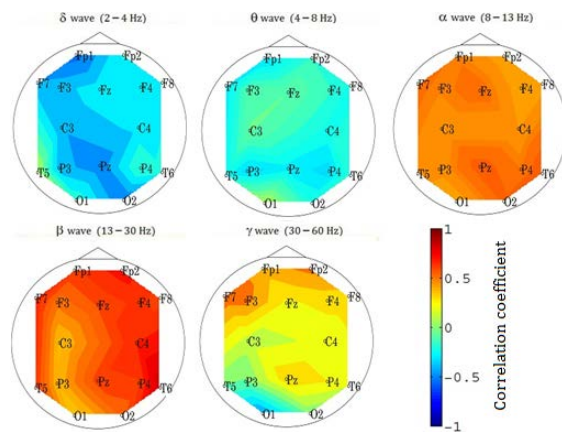 δ wave (2−4 Hz) θ wave (4−8 Hz) α wave (8−13 Hz)
Fp1 Fp2 Fp1 Fp2 Fp1 Fp2
F7 F3 Fz F4 F8 F7 F3 Fz F4 F8 F7 F3 Fz F4 F8
C3 C4 C3 C4 C3 C4
T5 P3 Pz P4 T6 T5 P3 Pz P4 T6 T5 P3 Pz P4 T6
O1 O2 O1 O2 O1 O2
β wave (13−30 Hz) γ wave (30−60 Hz)
Fp1 Fp2 Fp1 Fp2
F7 F3 Fz F4 F8 F7 F3 Fz F4 F8
C3 C4 C3 C4
T5 P3 Pz P4 T6 T5 P3 Pz P4 T6
O1 O2 O1 O2
1
0.5
0
−0.5
−1
Correlation coefficient